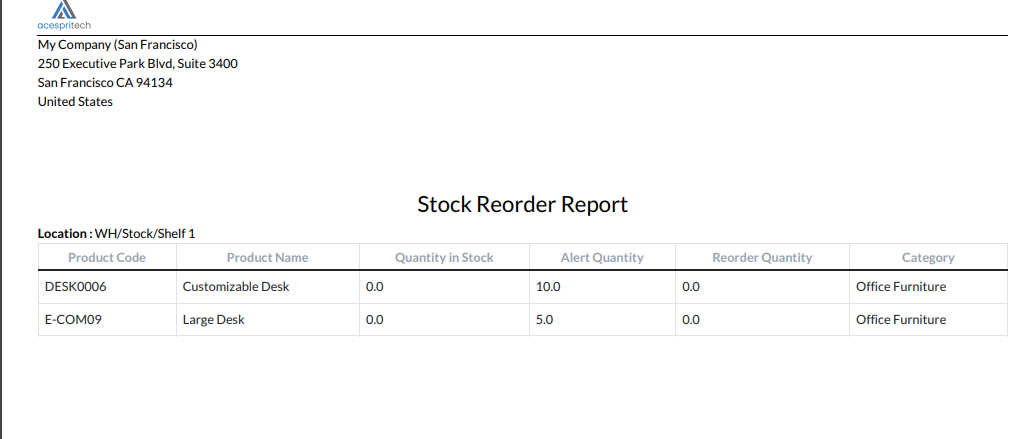 acespritech
My Company (San Francisco)
250 Executive Park Blvd, Suite 3400
San Francisco CA 94134
United States
Stock Reorder Report
Location : WH/Stock/Shelf 1
Product Code Product Name Quantity in Stock Alert Quantity Reorder Quantity Category
DESK0006 Customizable Desk 0.0 10.0 0.0 Office Furniture
E-COM09 Large Desk 0.0 5.0 0.0 Office Furniture